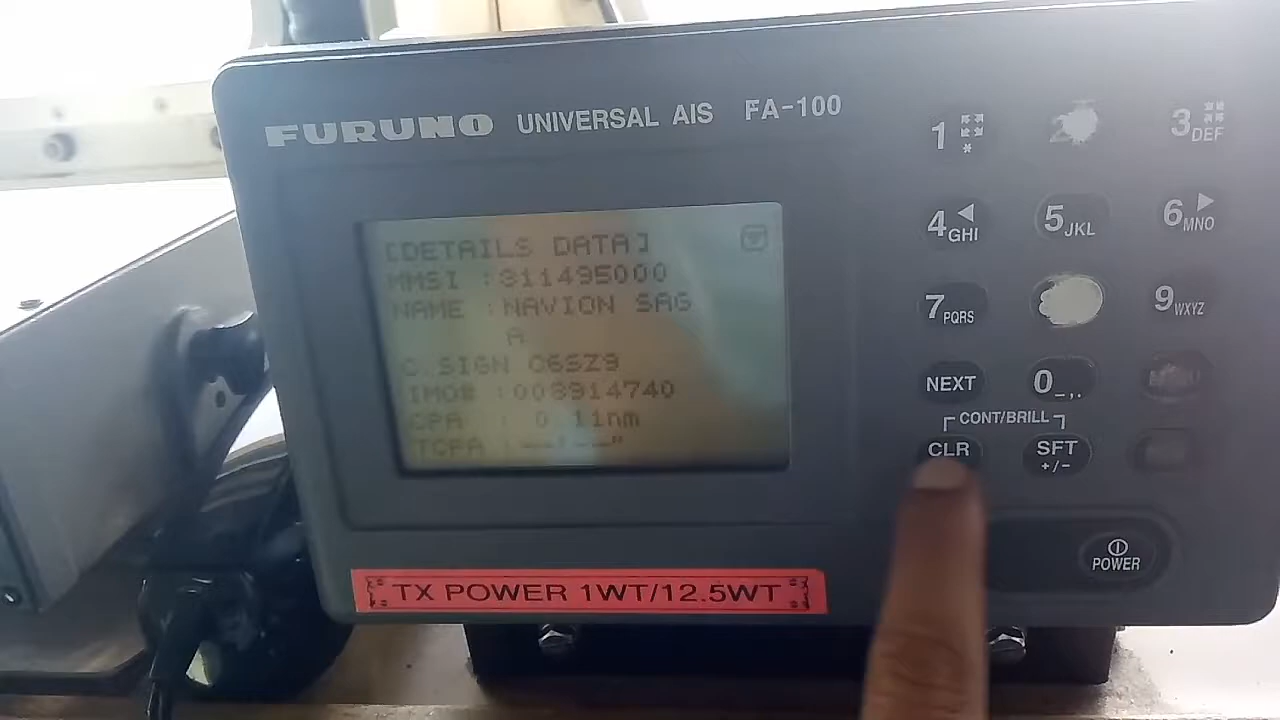 FURUNO UNIVERSAL AIS FA-100
[DETAILS DATA]
MMSI :311495000
NAME :NAVION SAG
A
C.SIGN C6SZ9
IMO# :008914740
CPA : 0.11nm
TCPA :--'--"
TX POWER 1WT/12.5WT
1 *
3 DEF
4 GHI
5 JKL
6 MNO
7 PQRS
9 WXYZ
NEXT
0 _,.
CONT/BRILL
CLR
SFT +/-
POWER